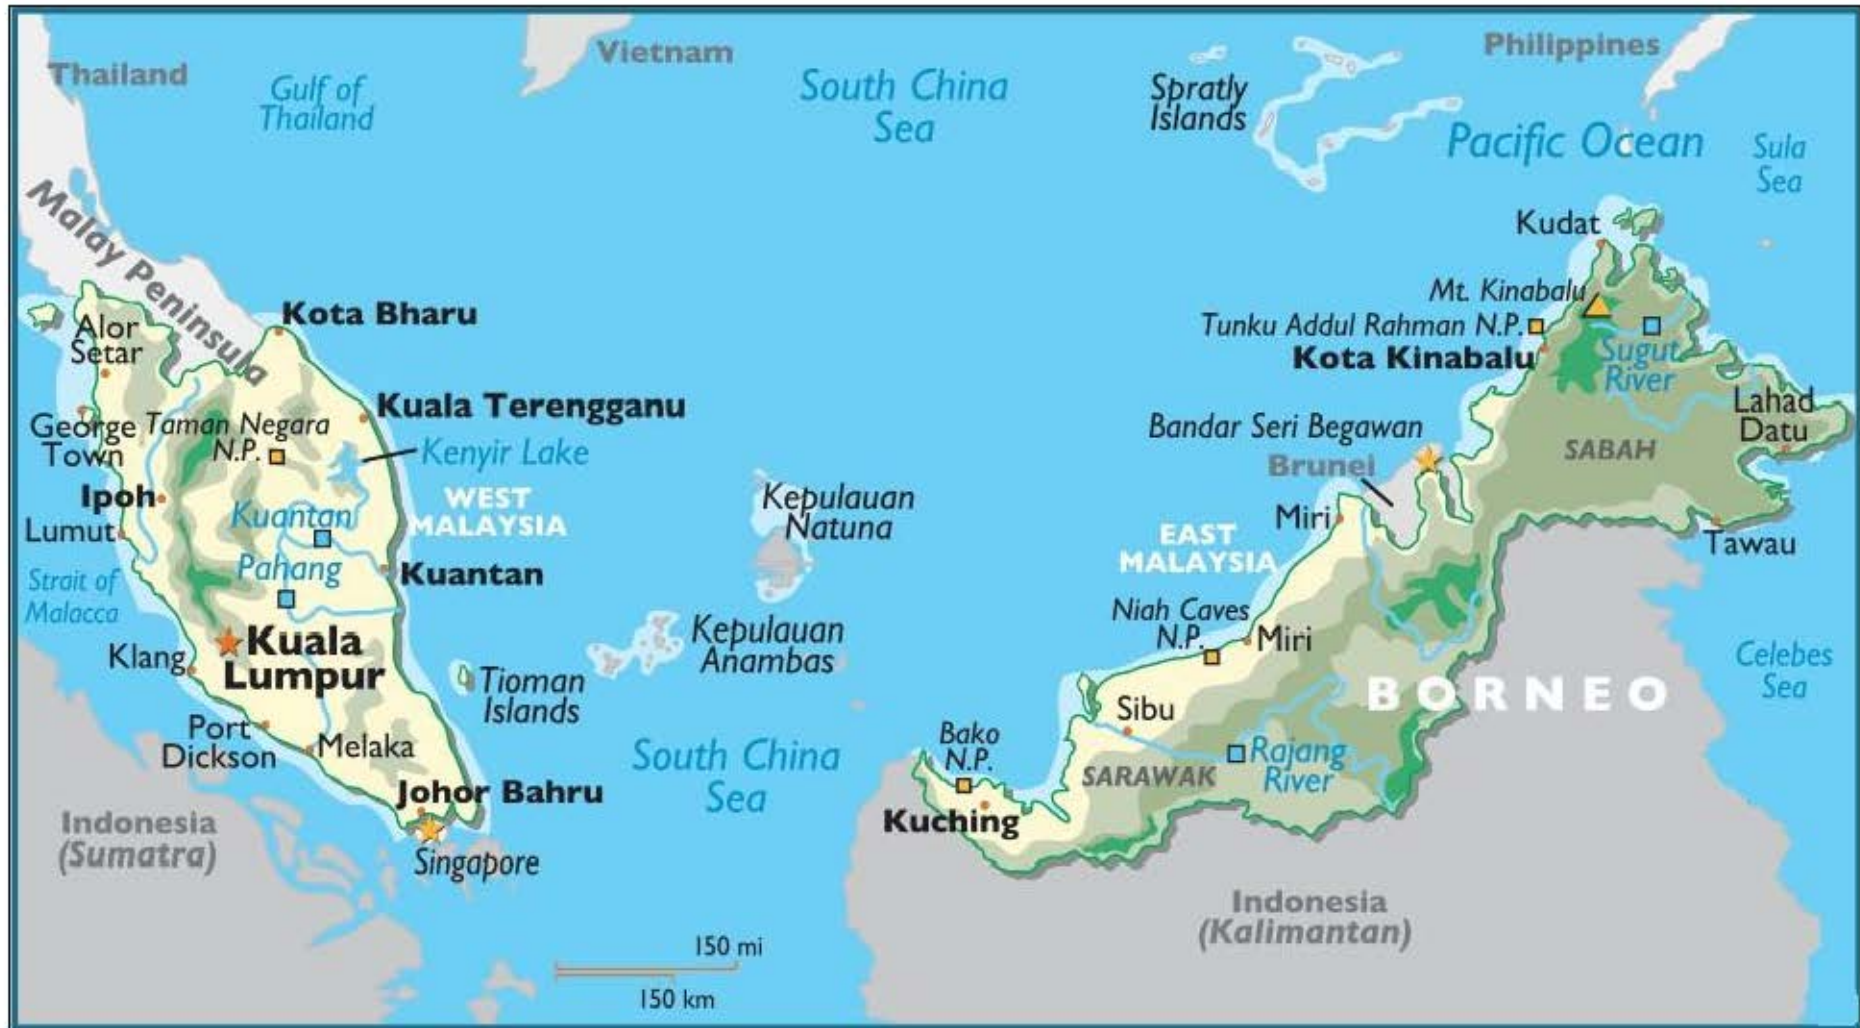 Thailand
Gulf of
Thailand
Vietnam
South China
Sea
Spratly
Islands
Philippines
Pacific Ocean
Sula
Sea
Malay Peninsula
Kudat
Mt. Kinabalu
Tunku Addul Rahman N.P.
Kota Kinabalu
Sugut
River
Kota Bharu
Alor
Setar
Kuala Terengganu
George
Town
Taman Negara
N.P.
Kenyir Lake
Bandar Seri Begawan
Brunei
Lahad
Datu
SABAH
Ipoh
Lumut
Kuantan
WEST
MALAYSIA
Kepulauan
Natuna
Miri
EAST
MALAYSIA
Tawau
Strait of
Malacca
Pahang
Kuantan
Niah Caves
N.P.
Miri
Kuala
Lumpur
Klang
Kepulauan
Anambas
Tioman
Islands
Celebes
Sea
BORNEO
Sibu
Port
Dickson
Melaka
South China
Sea
Bako
N.P.
SARAWAK
Rajang
River
Johor Bahru
Kuching
Singapore
Indonesia
(Sumatra)
Indonesia
(Kalimantan)
150 mi
150 km